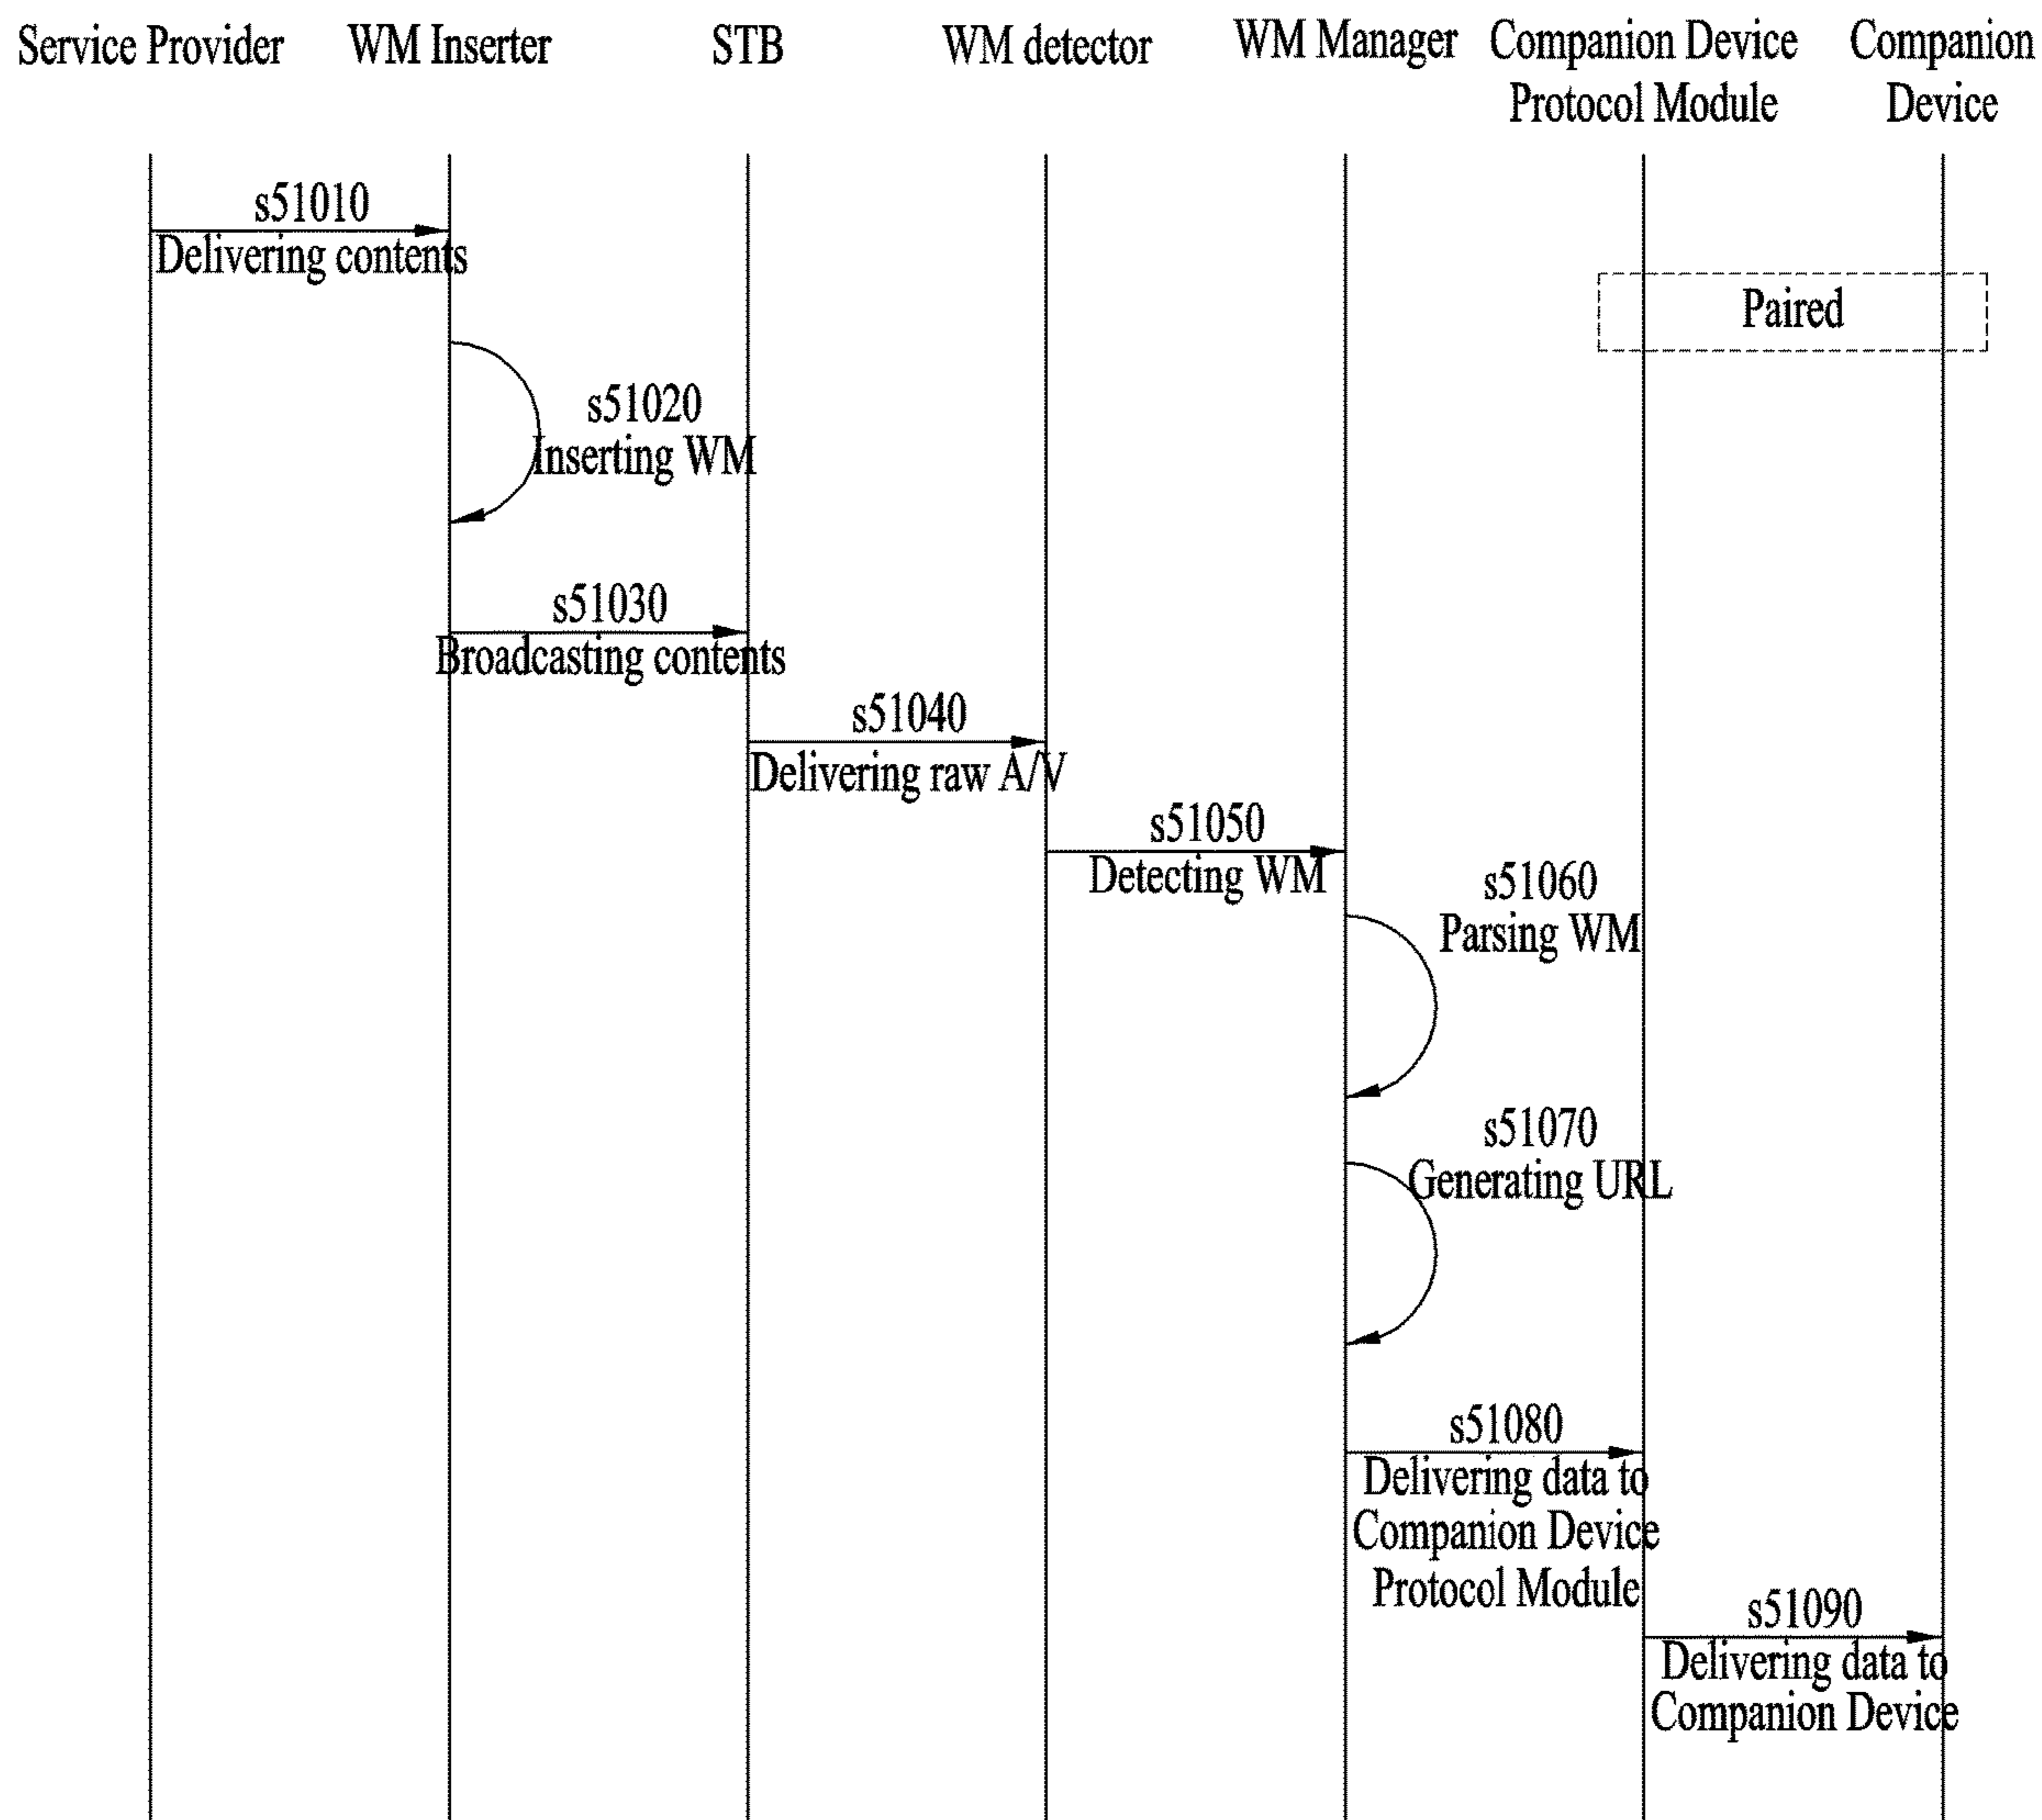 Service Provider
WM Inserter
STB
WM detector
WM Manager
Companion Device
Protocol Module
Companion
Device
s51010
Delivering contents
Paired
s51020
Inserting WM
s51030
Broadcasting contents
s51040
Delivering raw A/V
s51050
Detecting WM
s51060
Parsing WM
s51070
Generating URL
s51080
Delivering data to
Companion Device
Protocol Module
s51090
Delivering data to
Companion Device